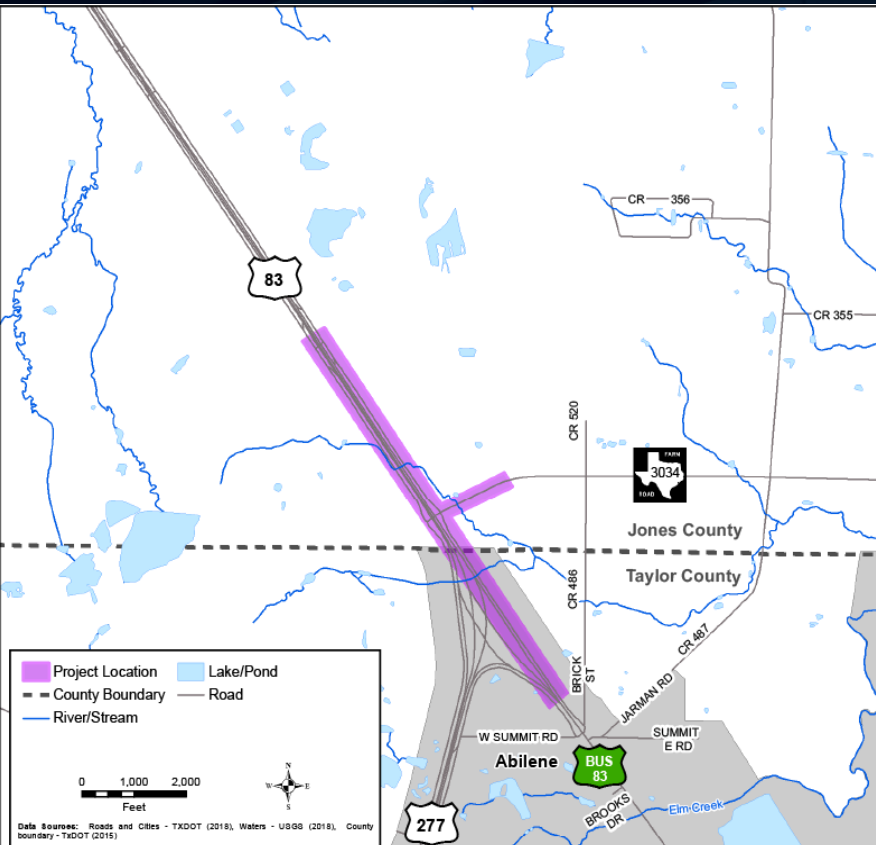 CR 356
83
CR 355
CR 520
FARM
3034
ROAD
Jones County
Taylor County
CR 486
CR 487
BRICK
ST
JARMAN RD
W SUMMIT RD
SUMMIT
E RD
Abilene
BUS
83
BROOKS
DR
Elm Creek
277
Project Location
Lake/Pond
County Boundary
Road
River/Stream
0 1,000 2,000
Feet
N
W E
S
Data Sources: Roads and Cities - TXDOT (2018), Waters - USGS (2018), County
boundary - TxDOT (2015)